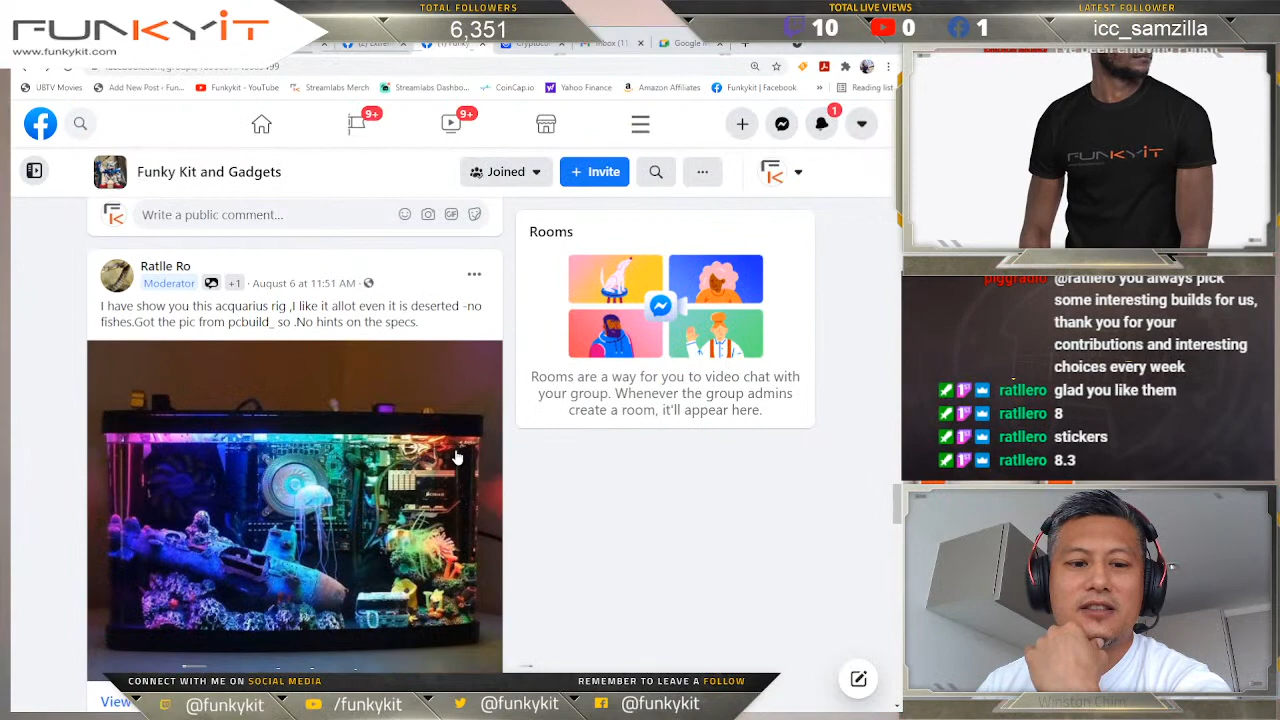 FUNKYKIT
www.funkykit.com
TOTAL FOLLOWERS
6,351
TOTAL LIVE VIEWS
10
0
1
LATEST FOLLOWER
icc_samzilla
UBTV Movies
Add New Post ‹ Fun...
Funkykit - YouTube
Streamlabs Merch
Streamlabs Dashbo...
CoinCap.io
Yahoo Finance
Amazon Affiliates
Funkykit | Facebook
»
Reading list
9+
9+
1
Funky Kit and Gadgets
Joined
+ Invite
Write a public comment...
GIF
Ratlle Ro
Moderator
+1
August 6 at 11:51 AM
I have show you this acquarius rig ,I like it allot even it is deserted -no
fishes.Got the pic from pcbuild_ so .No hints on the specs.
Rooms
Rooms are a way for you to video chat with
your group. Whenever the group admins
create a room, it'll appear here.
View
piggradio @ratllero you always pick
some interesting builds for us,
thank you for your
contributions and interesting
choices every week
ratllero glad you like them
ratllero 8
ratllero stickers
ratllero 8.3
Winston Chim
CONNECT WITH ME ON SOCIAL MEDIA
REMEMBER TO LEAVE A FOLLOW
@funkykit
/funkykit
@funkykit
@funkykit